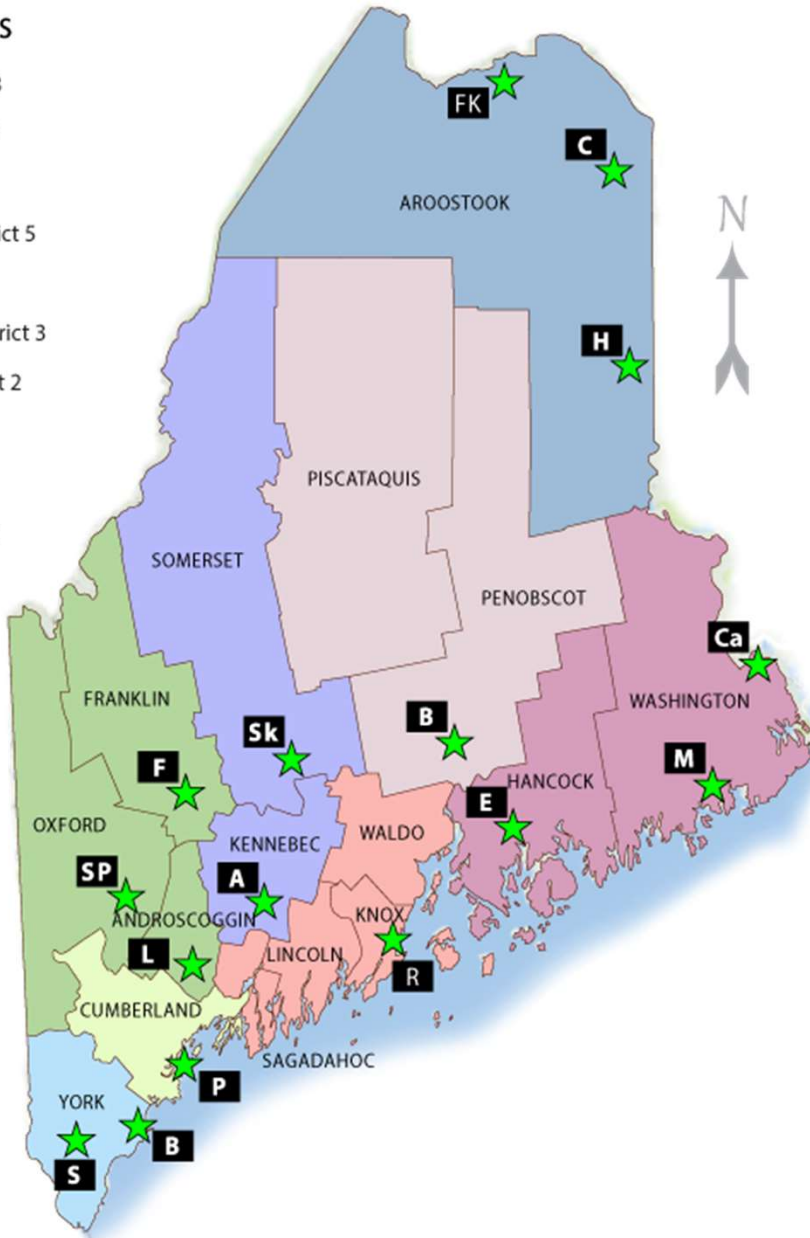 S
FK
C
AROOSTOOK
N
ict 5
H
rict 3
t 2
PISCATAQUIS
SOMERSET
PENOBSCOT
Ca
FRANKLIN
WASHINGTON
B
Sk
F
M
HANCOCK
E
OXFORD
WALDO
KENNEBEC
SP
A
KNOX
ANDROSCOGGIN
L
LINCOLN
R
CUMBERLAND
SAGADAHOC
P
YORK
B
S